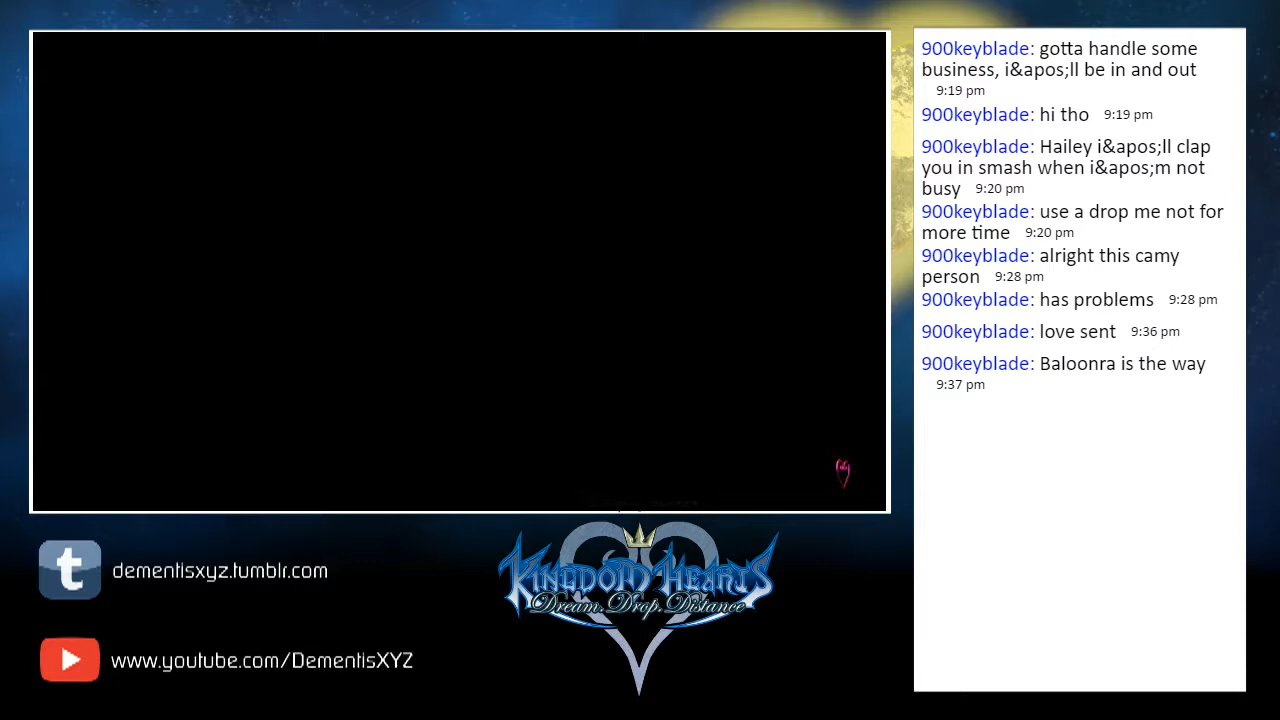 900keyblade: gotta handle some
business, i&apos;ll be in and out
9:19 pm
900keyblade: hi tho 9:19 pm
900keyblade: Hailey i&apos;ll clap
you in smash when i&apos;m not
busy 9:20 pm
900keyblade: use a drop me not for
more time 9:20 pm
900keyblade: alright this camy
person 9:28 pm
900keyblade: has problems 9:28 pm
900keyblade: love sent 9:36 pm
900keyblade: Baloonra is the way
9:37 pm
t dementisxyz.tumblr.com
www.youtube.com/DementisXYZ
KINGDOM HEARTS
Dream. Drop. Distance